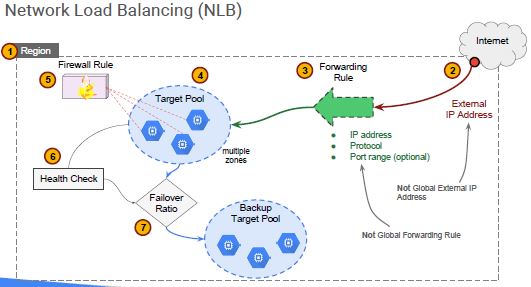 Network Load Balancing (NLB)
1 Region
Internet
Firewall Rule
5
4
3
Forwarding
Rule
2
Target Pool
External
IP Address
IP address
Protocol
Port range (optional)
multiple
zones
6
Health Check
Not Global External IP
Address
Failover
Ratio
7
Backup
Target Pool
Not Global Forwarding Rule